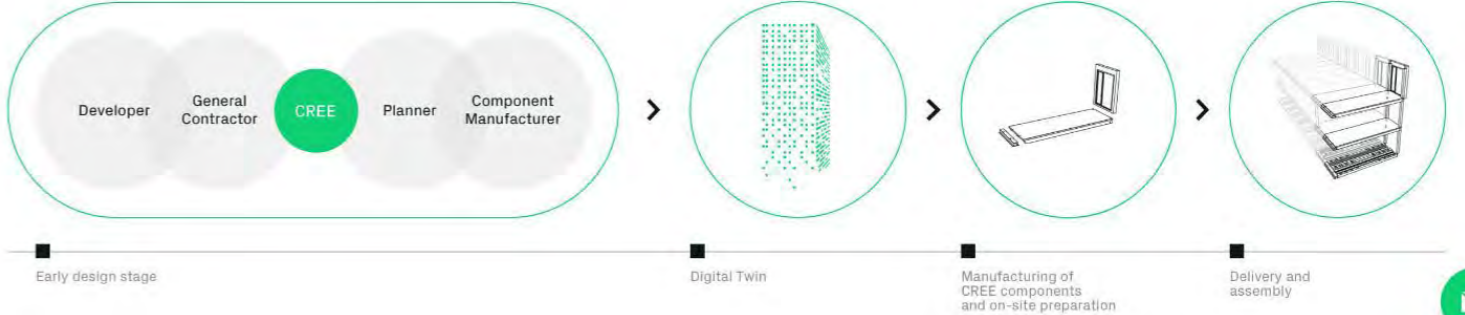 Developer
General
Contractor
CREE
Planner
Component
Manufacturer
Early design stage
Digital Twin
Manufacturing of
CREE components
and on-site preparation
Delivery and
assembly